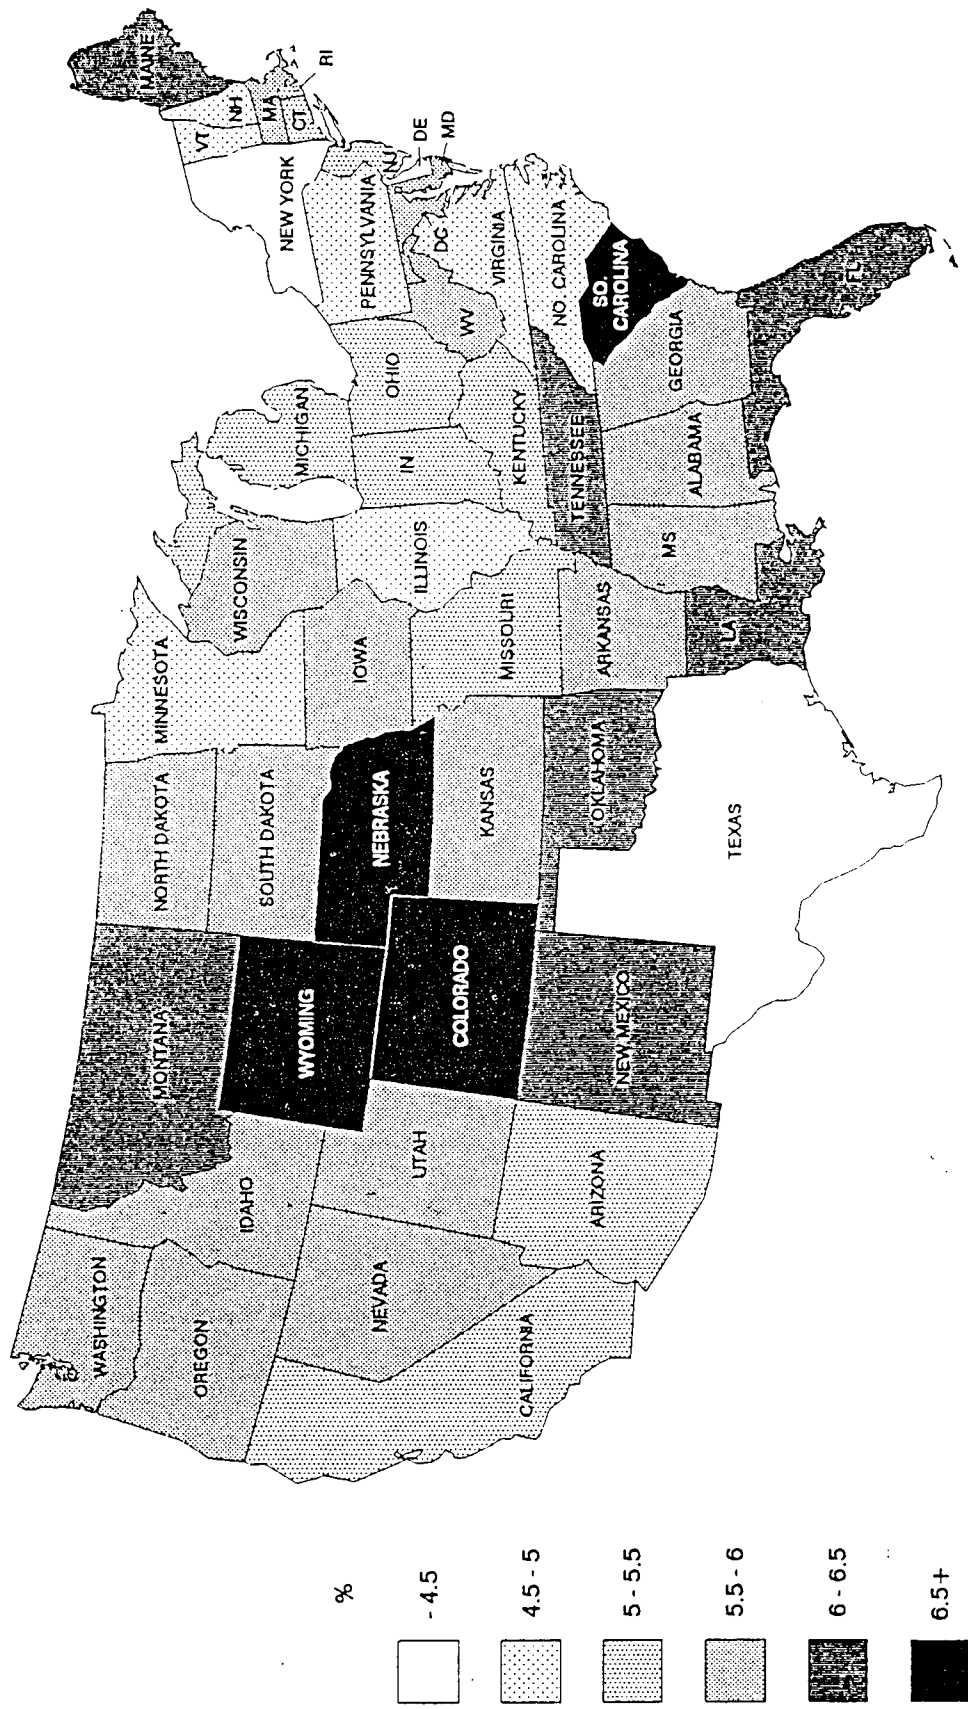 WASHINGTON
OREGON
CALIFORNIA
NEVADA
IDAHO
MONTANA
WYOMING
UTAH
COLORADO
ARIZONA
NEW MEXICO
NORTH DAKOTA
SOUTH DAKOTA
NEBRASKA
KANSAS
OKLAHOMA
TEXAS
MINNESOTA
IOWA
MISSOURI
ARKANSAS
LA
WISCONSIN
ILLINOIS
MICHIGAN
IN
OHIO
KENTUCKY
TENNESSEE
MS
ALABAMA
GEORGIA
FL
SO.
CAROLINA
NO CAROLINA
VIRGINIA
WV
DC
PENNSYLVANIA
NEW YORK
VT
NH
MAINE
MA
CT
RI
NJ
DE
MD
%
- 4.5
4.5 - 5
5 - 5.5
5.5 - 6
6 - 6.5
6.5+